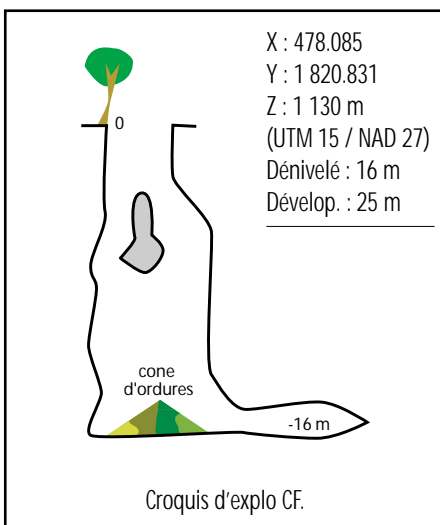 X : 478.085
Y : 1 820.831
Z : 1 130 m
(UTM 15 / NAD 27)
Dénivelé : 16 m
Dévelop. : 25 m
0
cone
d'ordures
-16 m
Croquis d'explo CF.